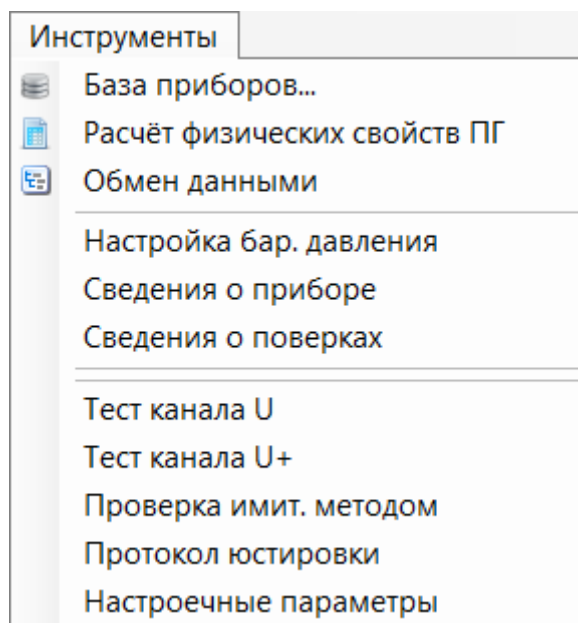 Инструменты
База приборов...
Расчёт физических свойств ПГ
Обмен данными
Настройка бар. давления
Сведения о приборе
Сведения о поверках
Тест канала U
Тест канала U+
Проверка имит. методом
Протокол юстировки
Настроечные параметры